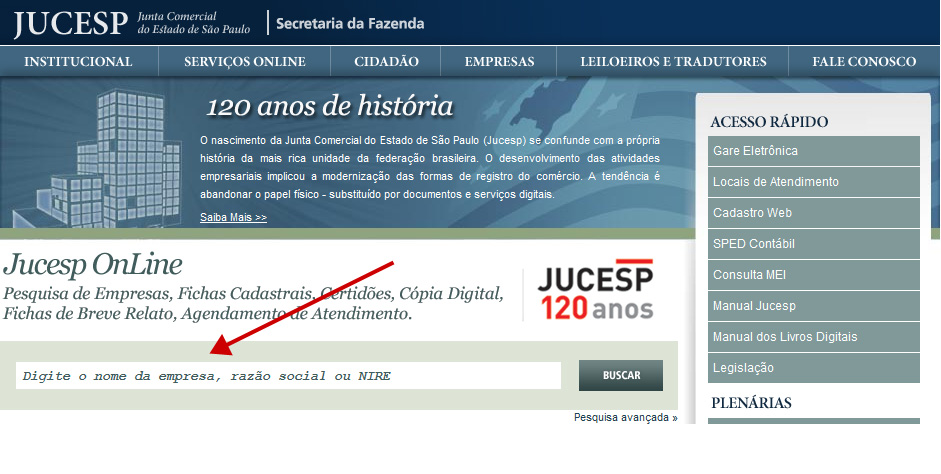 JUCESP Junta Comercial
do Estado de São Paulo
Secretaria da Fazenda
INSTITUCIONAL SERVIÇOS ONLINE CIDADÃO EMPRESAS LEILOEIROS E TRADUTORES FALE CONOSCO
120 anos de história
O nascimento da Junta Comercial do Estado de São Paulo (Jucesp) se confunde com a própria
história da mais rica unidade da federação brasileira. O desenvolvimento das atividades
empresariais implicou a modernização das formas de registro do comércio. A tendência é
abandonar o papel físico - substituído por documentos e serviços digitais.
Saiba Mais >>
Jucesp OnLine
Pesquisa de Empresas, Fichas Cadastrais, Certidões, Cópia Digital,
Fichas de Breve Relato, Agendamento de Atendimento.
JUCESP
120 anos
Digite o nome da empresa, razão social ou NIRE
BUSCAR
Pesquisa avançada »
ACESSO RÁPIDO
Gare Eletrônica
Locais de Atendimento
Cadastro Web
SPED Contábil
Consulta MEI
Manual Jucesp
Manual dos Livros Digitais
Legislação
PLENÁRIAS